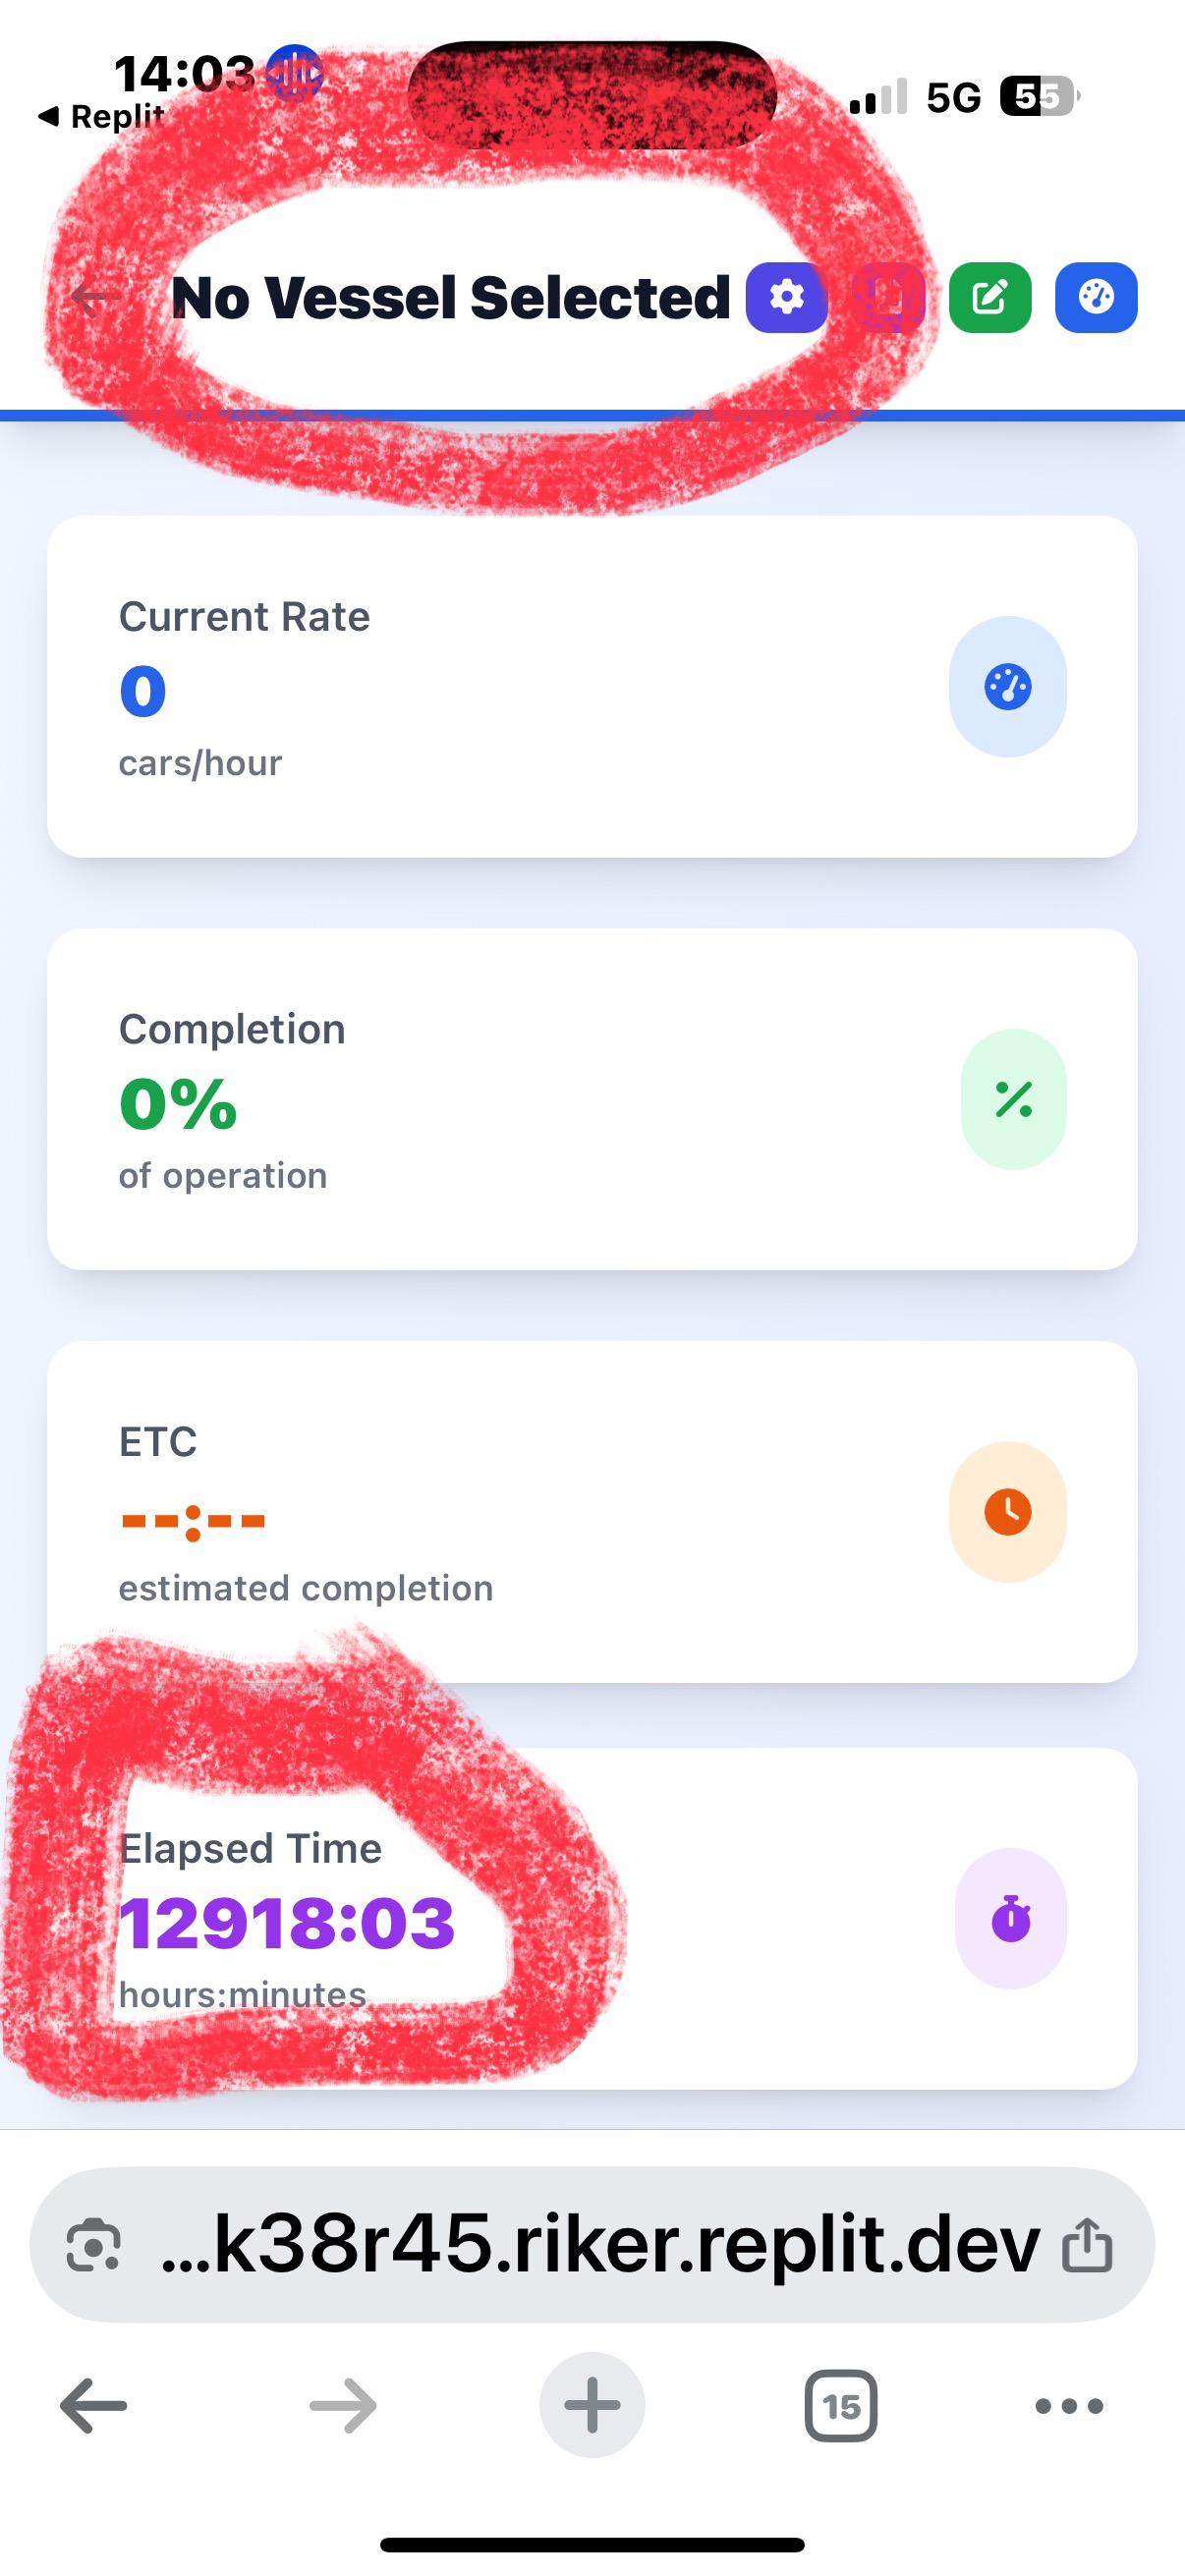 14:03
5G 55
◀ Replit
No Vessel Selected
Current Rate
0
cars/hour
Completion
0%
of operation
ETC
--:--
estimated completion
Elapsed Time
12918:03
hours:minutes
...k38r45.riker.replit.dev
15